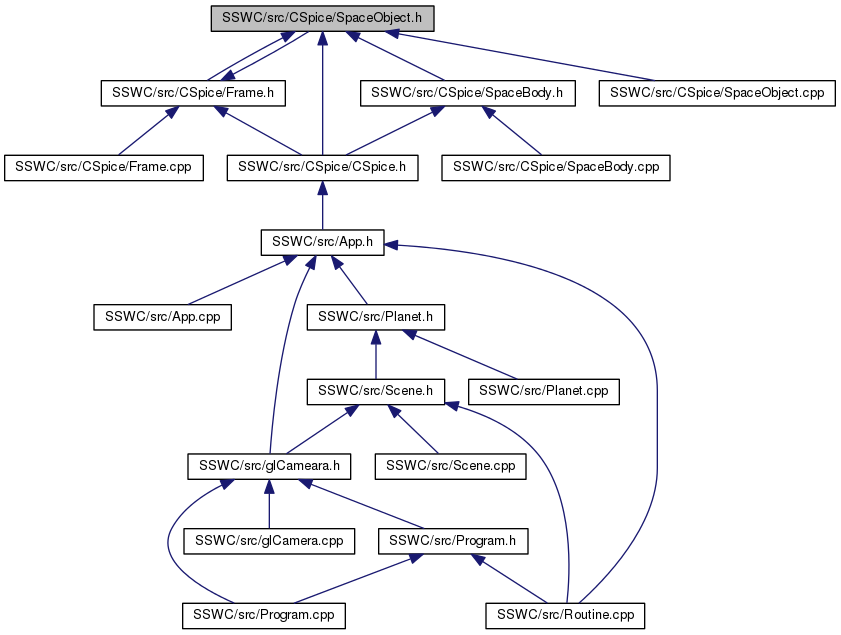 SSWC/src/CSpice/SpaceObject.h
SSWC/src/CSpice/Frame.h
SSWC/src/CSpice/SpaceBody.h
SSWC/src/CSpice/SpaceObject.cpp
SSWC/src/CSpice/Frame.cpp
SSWC/src/CSpice/CSpice.h
SSWC/src/CSpice/SpaceBody.cpp
SSWC/src/App.h
SSWC/src/App.cpp
SSWC/src/Planet.h
SSWC/src/Scene.h
SSWC/src/Planet.cpp
SSWC/src/glCameara.h
SSWC/src/Scene.cpp
SSWC/src/glCamera.cpp
SSWC/src/Program.h
SSWC/src/Program.cpp
SSWC/src/Routine.cpp